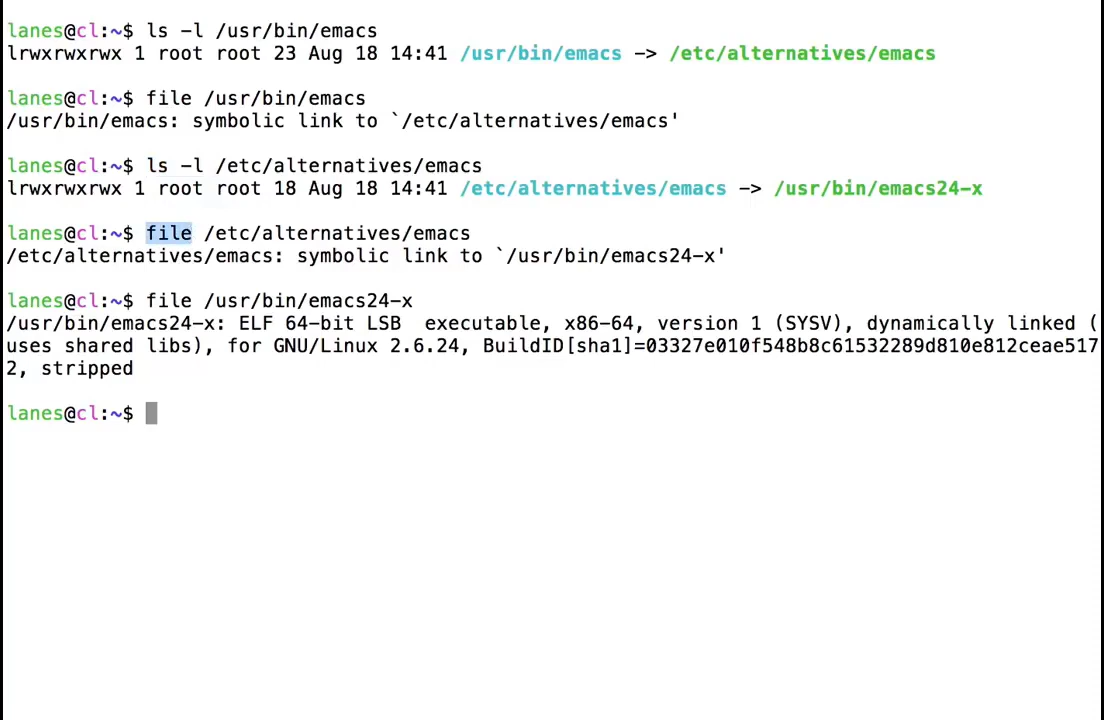 lanes@cl:~$ ls -l /usr/bin/emacs
lrwxrwxrwx 1 root root 23 Aug 18 14:41 /usr/bin/emacs -> /etc/alternatives/emacs
lanes@cl:~$ file /usr/bin/emacs
/usr/bin/emacs: symbolic link to `/etc/alternatives/emacs'
lanes@cl:~$ ls -l /etc/alternatives/emacs
lrwxrwxrwx 1 root root 18 Aug 18 14:41 /etc/alternatives/emacs -> /usr/bin/emacs24-x
lanes@cl:~$ file /etc/alternatives/emacs
/etc/alternatives/emacs: symbolic link to `/usr/bin/emacs24-x'
lanes@cl:~$ file /usr/bin/emacs24-x
/usr/bin/emacs24-x: ELF 64-bit LSB  executable, x86-64, version 1 (SYSV), dynamically linked (
uses shared libs), for GNU/Linux 2.6.24, BuildID[sha1]=03327e010f548b8c61532289d810e812ceae517
2, stripped
lanes@cl:~$